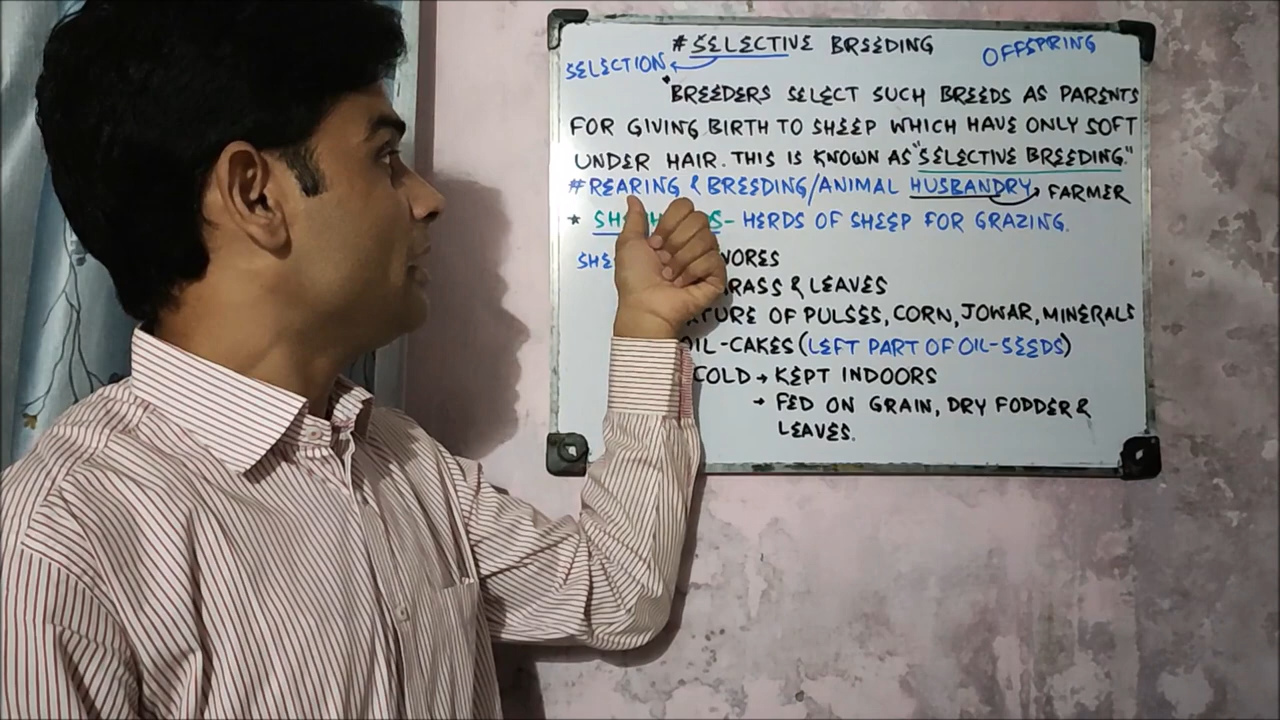 # SELECTIVE BREEDING
OFFSPRING
SELECTION
*BREEDERS SELECT SUCH BREEDS AS PARENTS
FOR GIVING BIRTH TO SHEEP WHICH HAVE ONLY SOFT
UNDER HAIR. THIS IS KNOWN AS "SELECTIVE BREEDING."
# REARING & BREEDING/ANIMAL HUSBANDRY → FARMER
* - HERDS OF SHEEP FOR GRAZING.
& LEAVES
OF PULSES, CORN, JOWAR, MINERALS
OIL-CAKES (LEFT PART OF OIL-SEEDS)
COLD → KEPT INDOORS
→ FED ON GRAIN, DRY FODDER &
LEAVES.